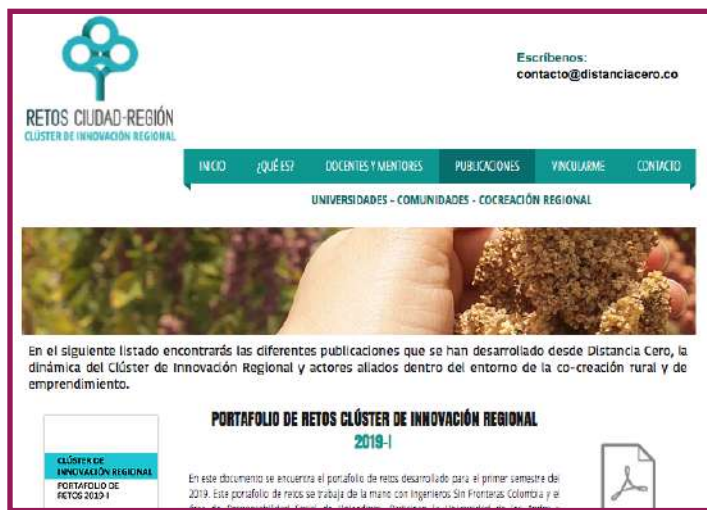 Escríbenos:
contacto@distanciacero.co
RETOS CIUDAD-REGIÓN
CLÚSTER DE INNOVACIÓN REGIONAL
INICIO ¿QUÉ ES? DOCENTES Y MENTORES PUBLICACIONES VINCULARME CONTACTO
UNIVERSIDADES - COMUNIDADES - COCREACIÓN REGIONAL
En el siguiente listado encontrarás las diferentes publicaciones que se han desarrollado desde Distancia Cero, la
dinámica del Clúster de Innovación Regional y actores aliados dentro del entorno de la co-creación rural y de
emprendimiento.
PORTAFOLIO DE RETOS CLÚSTER DE INNOVACIÓN REGIONAL
2019-I
CLÚSTER DE
INNOVACIÓN REGIONAL
PORTAFOLIO DE
RETOS 2019-I
En este documento se encuentra el portafolio de retos desarrollado para el primer semestre del
2019. Este portafolio de retos se trabaja de la mano con Ingenieros Sin Fronteras Colombia y el